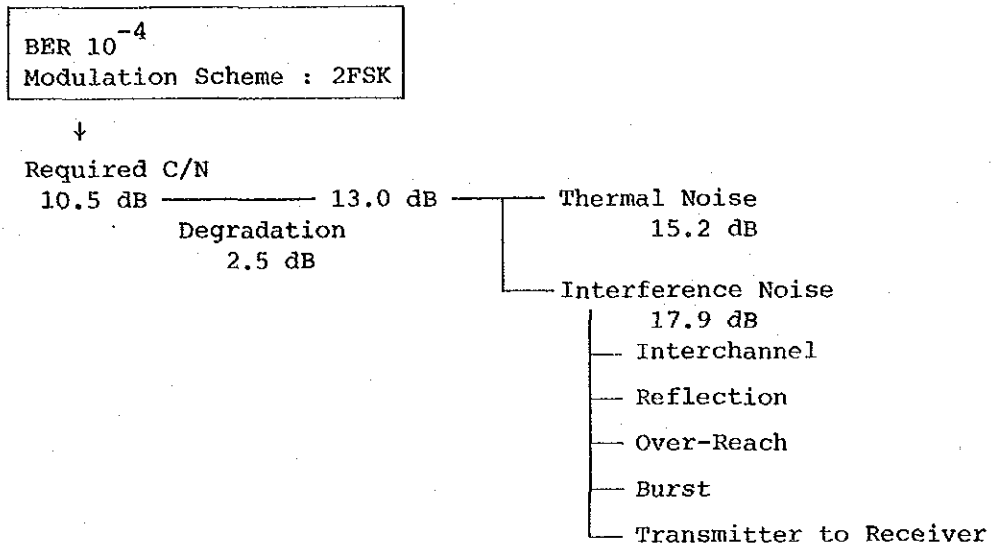 BER 10⁻⁴
Modulation Scheme : 2FSK
Required C/N
10.5 dB 13.0 dB Thermal Noise
Degradation 15.2 dB
2.5 dB
Interference Noise
17.9 dB
Interchannel
Reflection
Over-Reach
Burst
Transmitter to Receiver